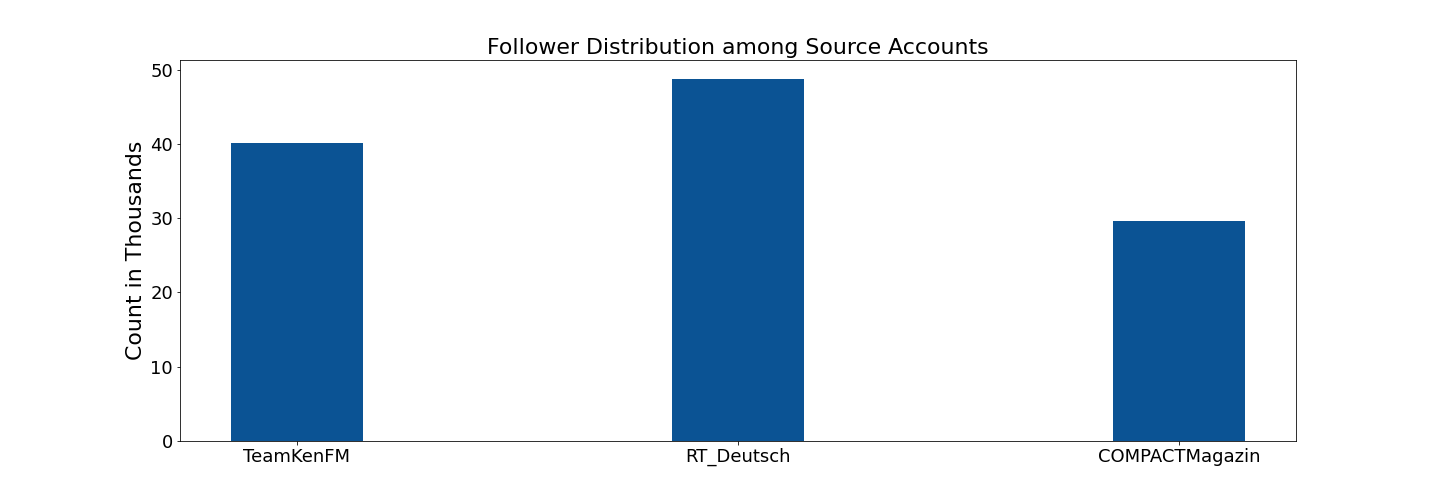 Follower Distribution among Source Accounts
Count in Thousands
50
40
30
20
10
0
TeamKenFM
RT_Deutsch
COMPACTMagazin